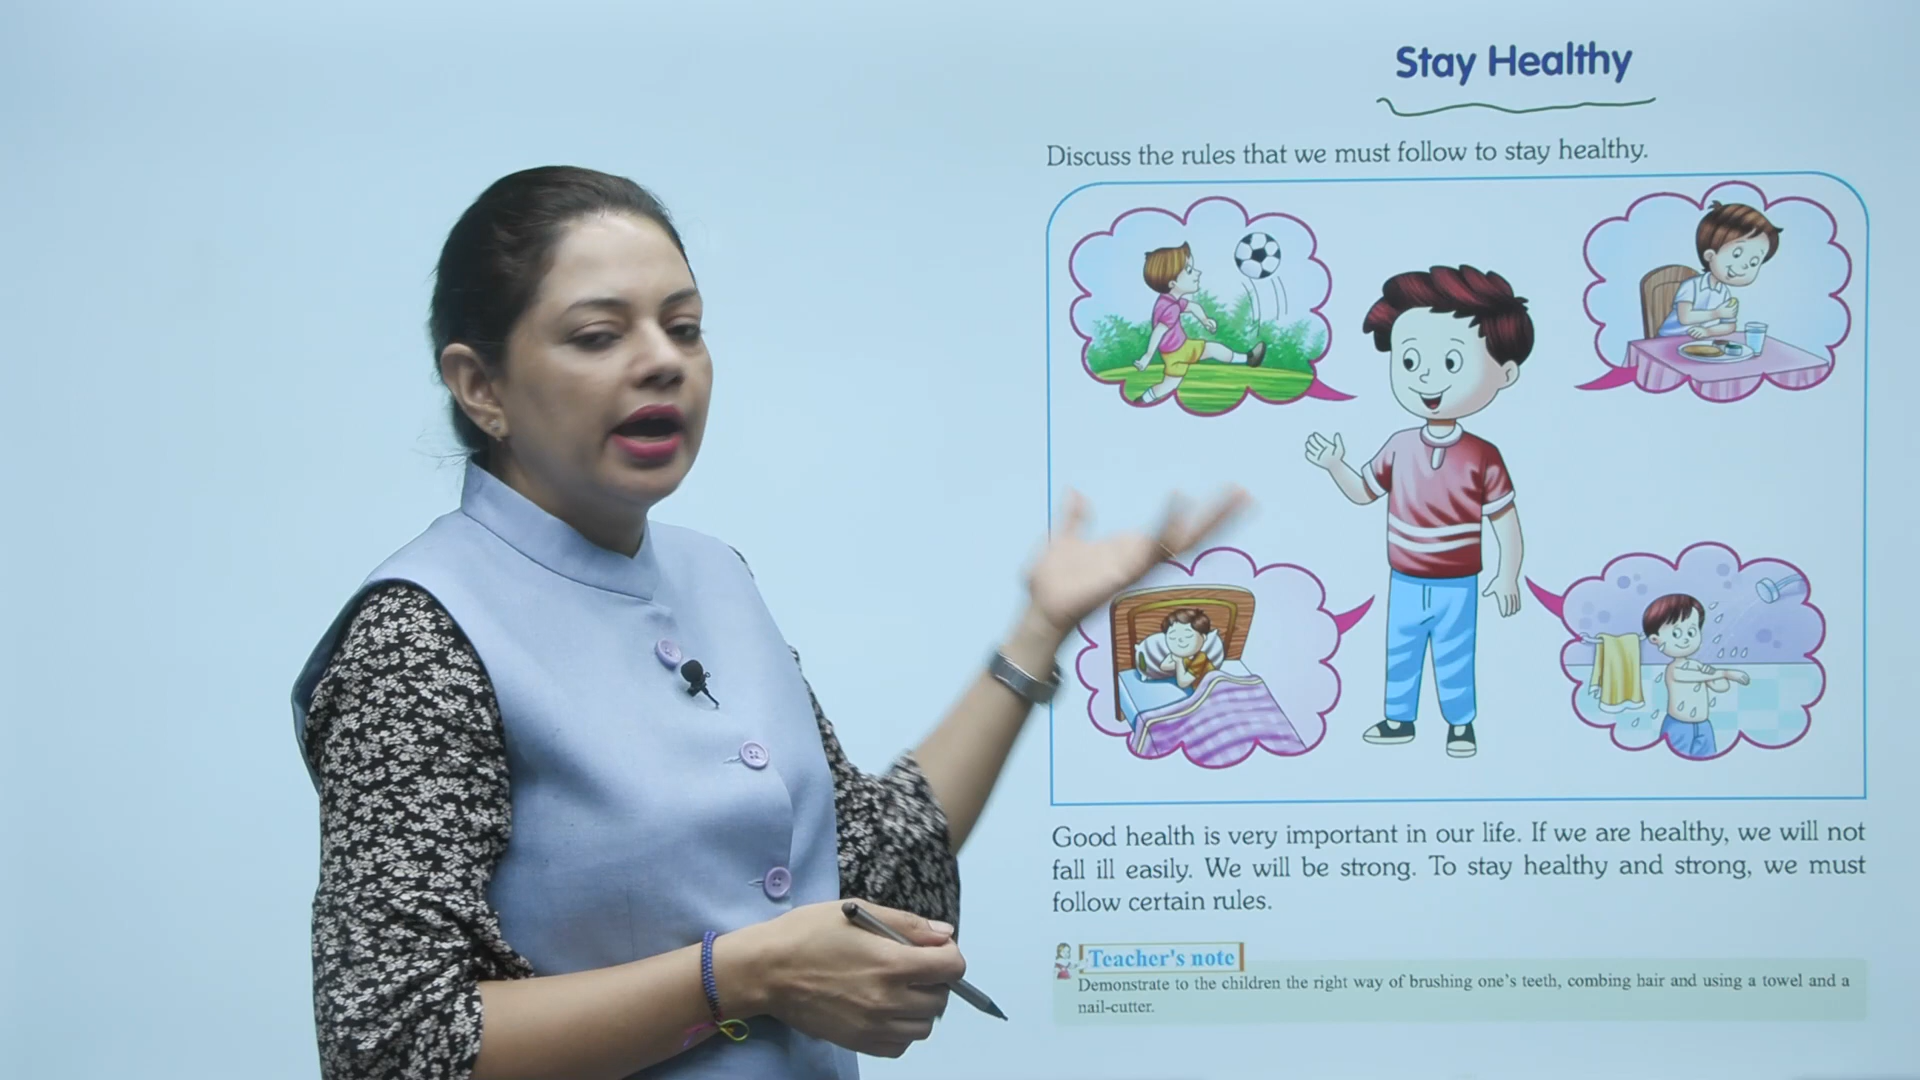 Stay Healthy
Discuss the rules that we must follow to stay healthy.
Good health is very important in our life. If we are healthy, we will not
fall ill easily. We will be strong. To stay healthy and strong, we must
follow certain rules.
Teacher's note
Demonstrate to the children the right way of brushing one's teeth, combing hair and using a towel and a
nail-cutter.